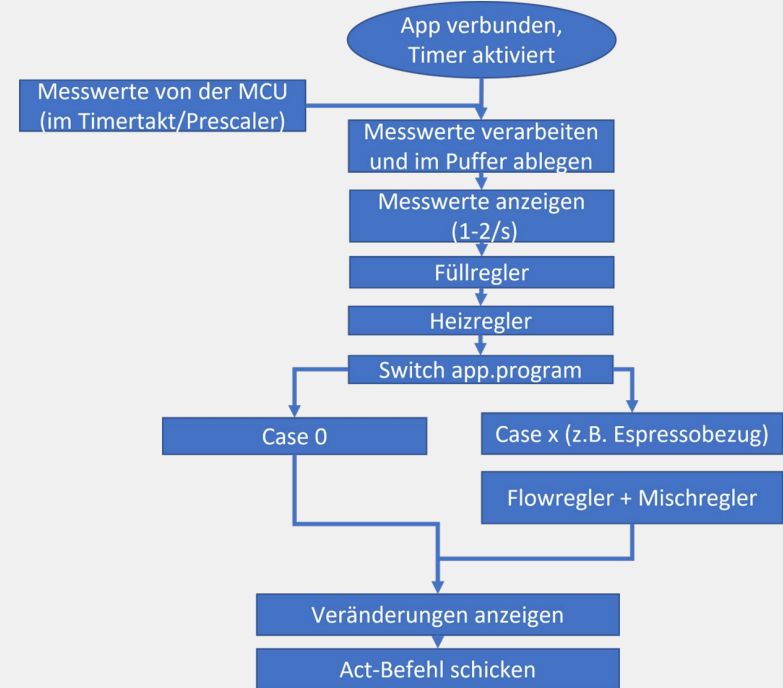 App verbunden,
Timer aktiviert
Messwerte von der MCU
(im Timertakt/Prescaler)
Messwerte verarbeiten
und im Puffer ablegen
Messwerte anzeigen
(1-2/s)
Füllregler
Heizregler
Switch app.program
Case 0
Case x (z.B. Espressobezug)
Flowregler + Mischregler
Veränderungen anzeigen
Act-Befehl schicken